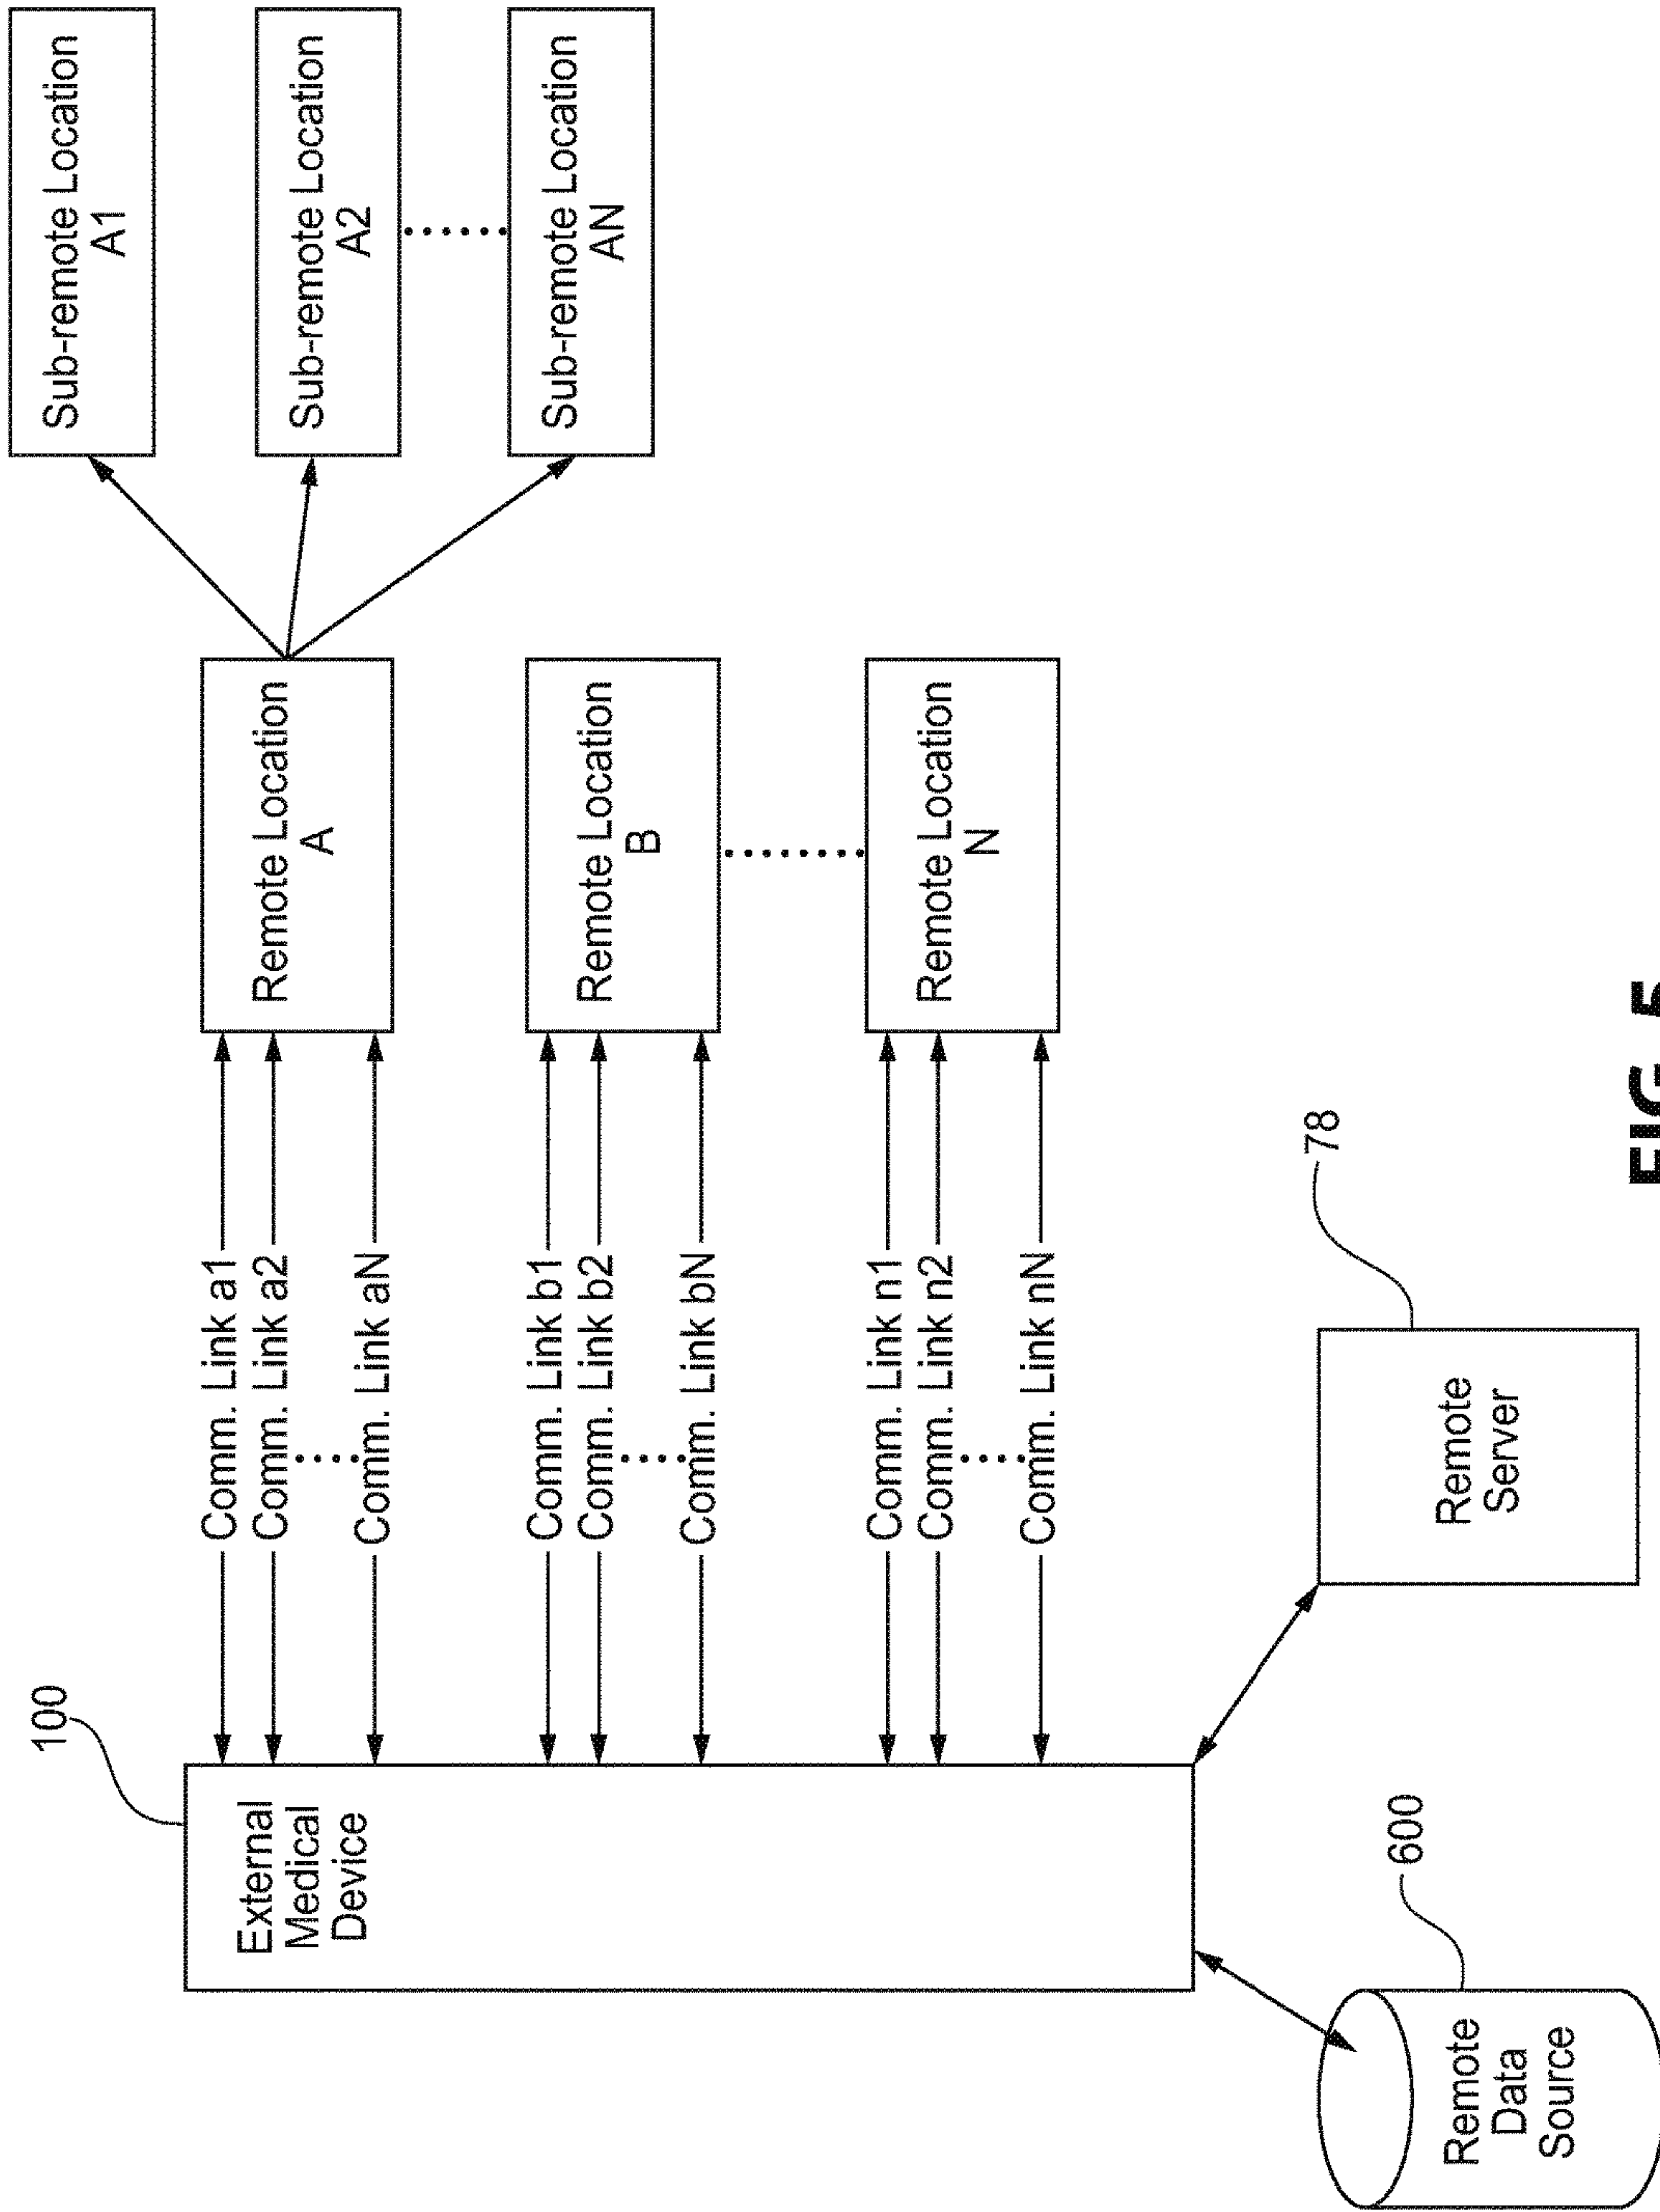 100
External
Medical
Device
Comm. Link a1
Comm. Link a2
Comm. Link aN
Comm. Link b1
Comm. Link b2
Comm. Link bN
Comm. Link n1
Comm. Link n2
Comm. Link nN
Remote Location
A
Remote Location
B
Remote Location
N
Sub-remote Location
A1
Sub-remote Location
A2
Sub-remote Location
AN
600
Remote
Data
Source
78
Remote
Server
FIG. 5